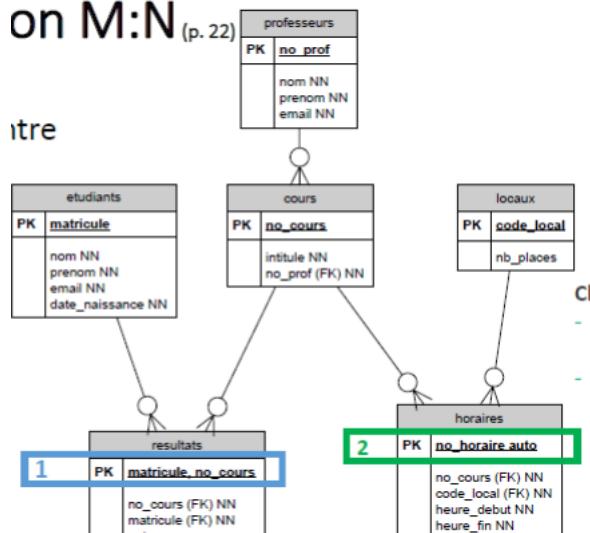 on M:N (p. 22)
ntre
professeurs
PK no_prof
nom NN
prenom NN
email NN
etudiants
PK matricule
nom NN
prenom NN
email NN
date_naissance NN
cours
PK no_cours
intitule NN
no_prof (FK) NN
locaux
PK code_local
nb_places
-
-
resultats
1 PK matricule, no_cours
no_cours (FK) NN
matricule (FK) NN
horaires
2 PK no_horaire auto
no_cours (FK) NN
code_local (FK) NN
heure_debut NN
heure_fin NN